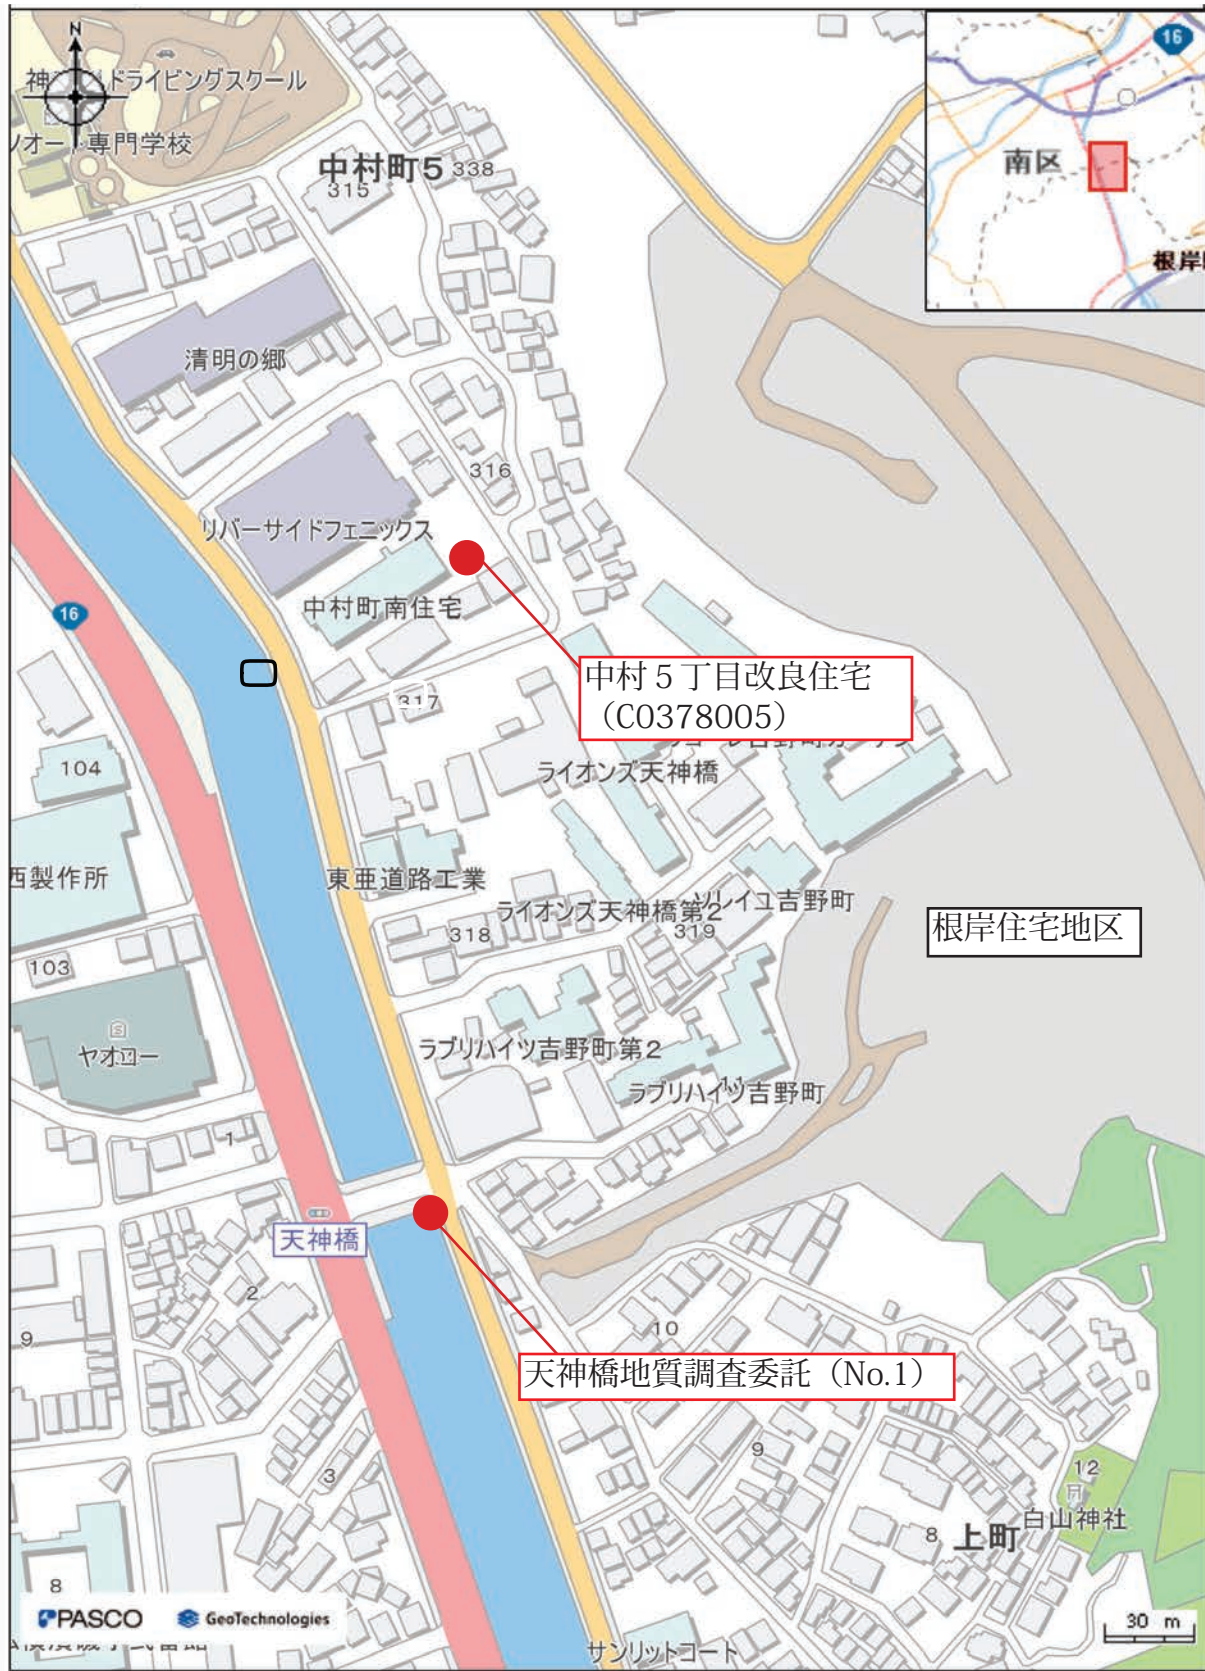 N
ドライビングスクール
専門学校
中村町5
338
315
16
南区
清明の郷
316
リバーサイドフェニックス
中村町南住宅
16
中村5丁目改良住宅
(C0378005)
317
104
ライオンズ天神橋
西製作所
東亜道路工業
ライオンズ天神橋第2
ソレイユ吉野町
318
319
根岸住宅地区
103
ヤオコー
ラブリハイツ吉野町第2
11
ラブリハイツ吉野町
1
天神橋
2
9
10
天神橋地質調査委託(No.1)
9
3
12
白山神社
8
上町
8
PASCO
GeoTechnologies
サンリットコート
30 m